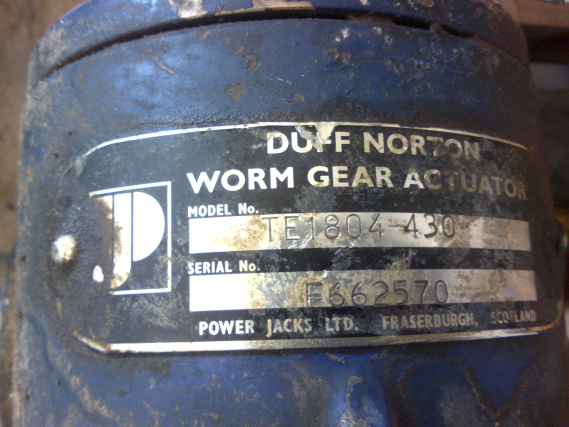 DUFF NORTON
WORM GEAR ACTUATOR
MODEL No.
TE1804-430
SERIAL No.
F662570
POWER JACKS LTD. FRASERBURGH, SCOTLAND